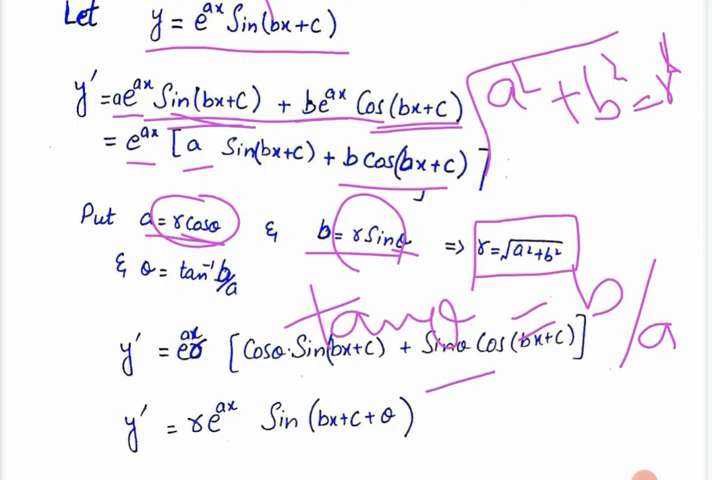 Let y = e^ax Sin(bx+c)
y' = ae^ax Sin(bx+c) + be^ax Cos(bx+c)
= e^ax [a Sin(bx+c) + b Cos(bx+c)]
√a² + b² = r
Put a = r cosθ & b = r Sinθ => r = √a²+b²
& θ = tan⁻¹ b/a
tanθ = b/a
y' = e^ax r [Cosθ·Sin(bx+c) + Sinθ Cos(bx+c)]
y' = re^ax Sin(bx+c+θ)